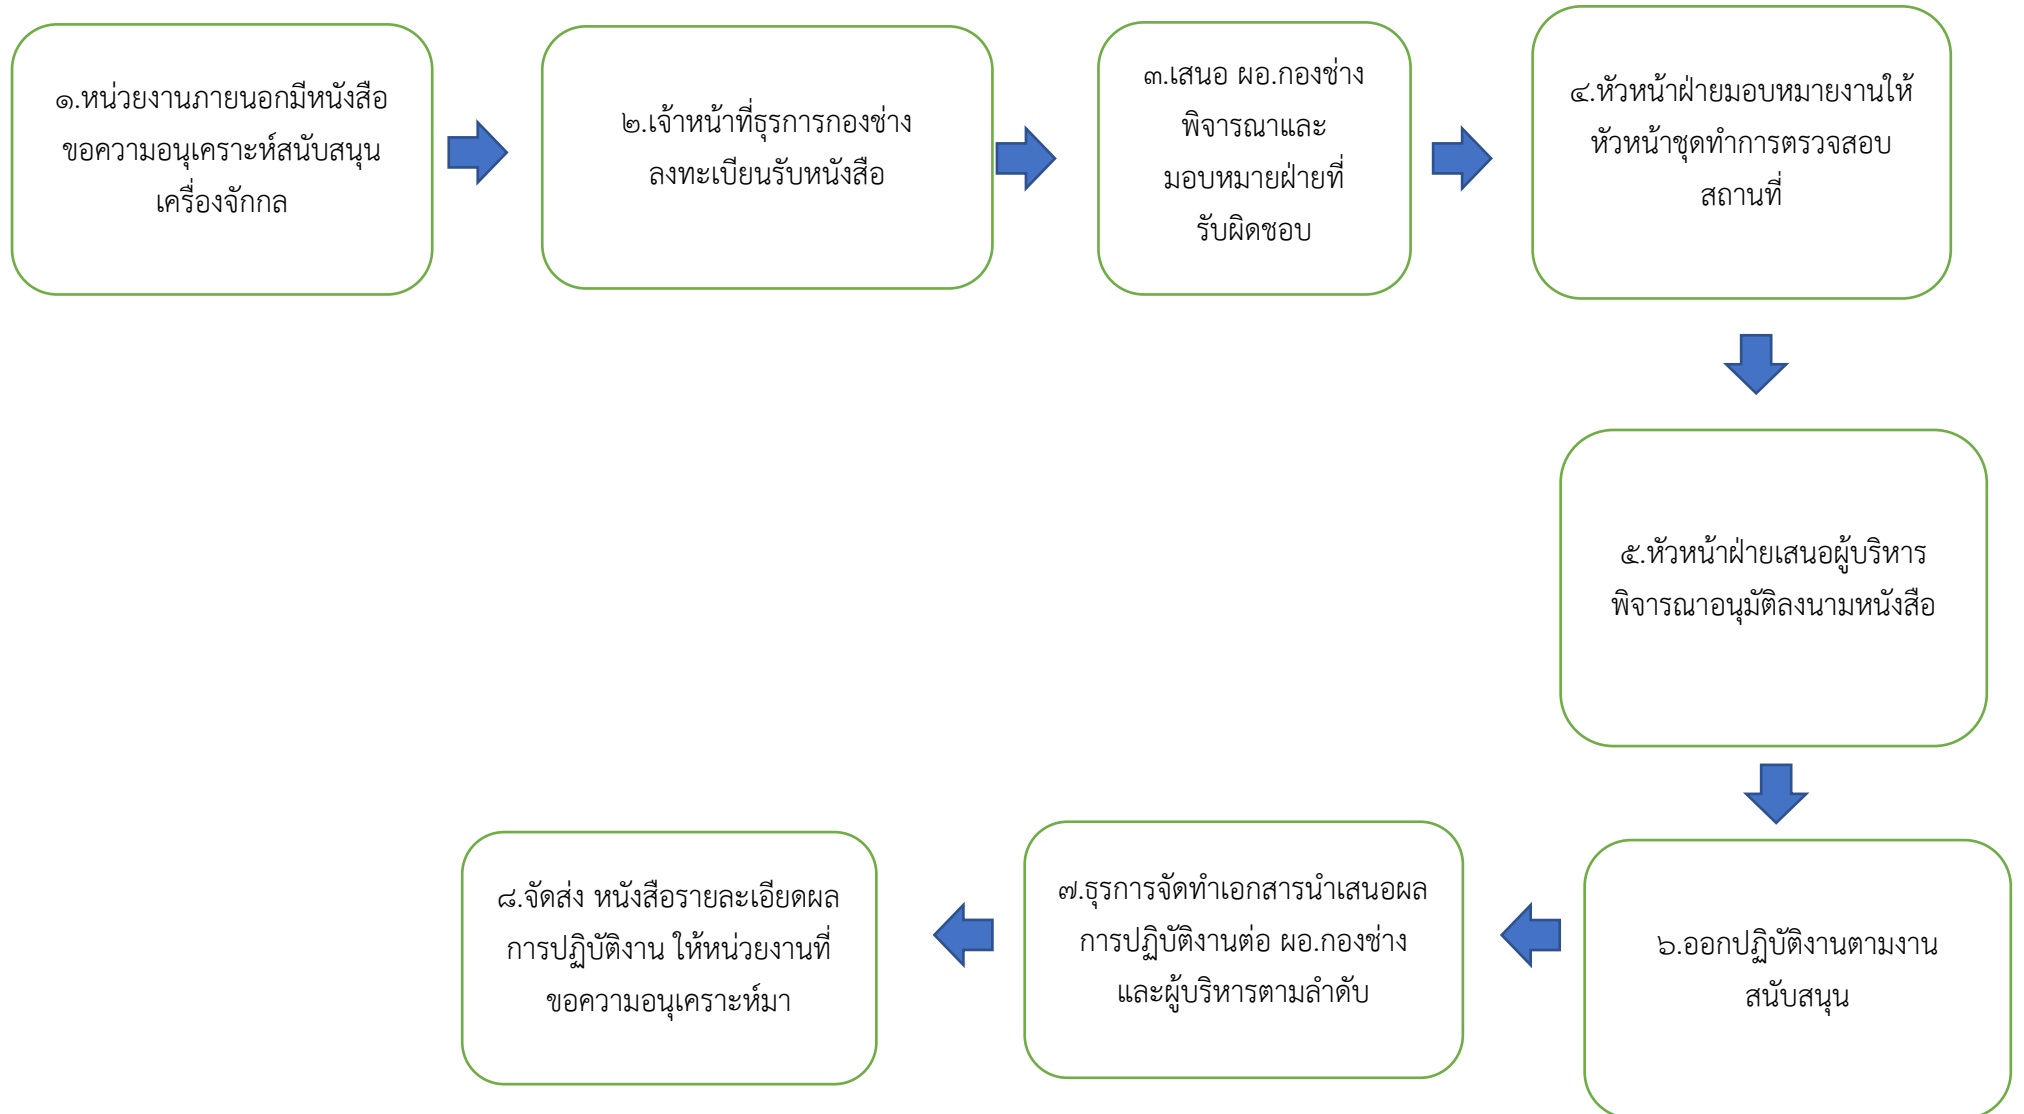 ๑.หน่วยงานภายนอกมีหนังสือ
ขอความอนุเคราะห์สนับสนุน
เครื่องจักกล
๒.เจ้าหน้าที่ธุรการกองช่าง
ลงทะเบียนรับหนังสือ
๓.เสนอ ผอ.กองช่าง
พิจารณาและ
มอบหมายฝ่ายที่
รับผิดชอบ
๔.หัวหน้าฝ่ายมอบหมายงานให้
หัวหน้าชุดทำการตรวจสอบ
สถานที่
๕.หัวหน้าฝ่ายเสนอผู้บริหาร
พิจารณาอนุมัติลงนามหนังสือ
๖.ออกปฏิบัติงานตามงาน
สนับสนุน
๗.ธุรการจัดทำเอกสารนำเสนอผล
การปฏิบัติงานต่อ ผอ.กองช่าง
และผู้บริหารตามลำดับ
๘.จัดส่ง หนังสือรายละเอียดผล
การปฏิบัติงาน ให้หน่วยงานที่
ขอความอนุเคราะห์มา